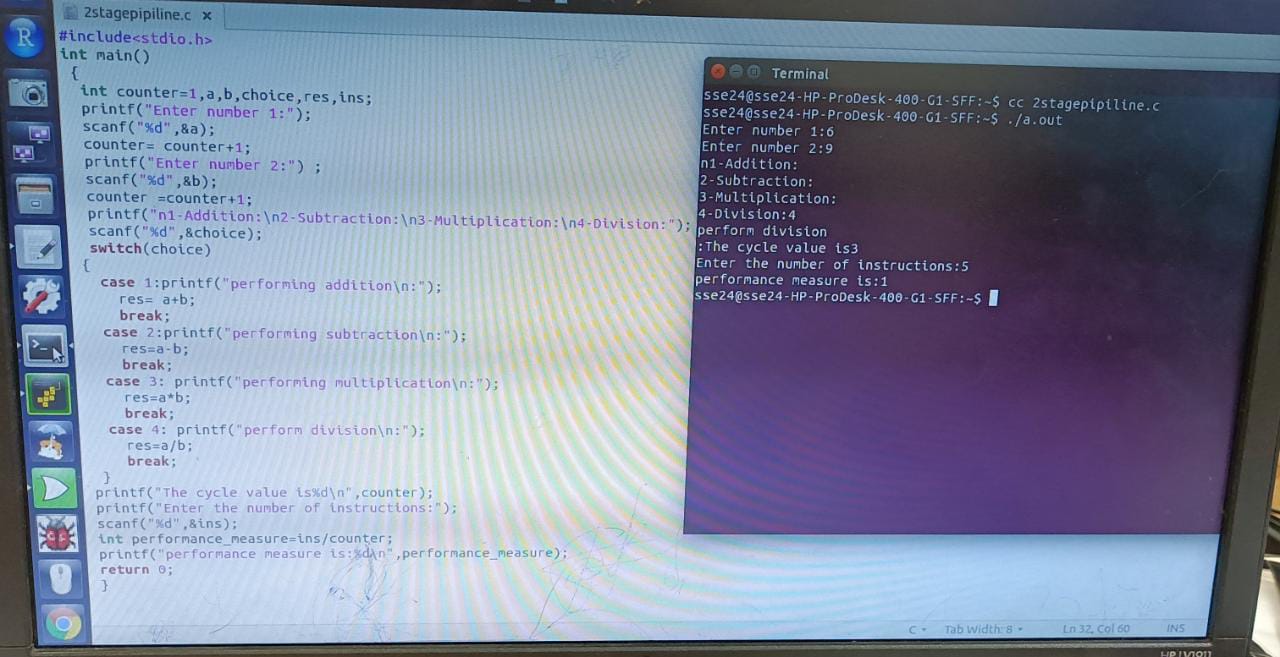 2stagepipiline.c x
#include<stdio.h>
int main()
{
int counter=1,a,b,choice,res,ins;
printf("Enter number 1:");
scanf("%d",&a);
counter= counter+1;
printf("Enter number 2:") ;
scanf("%d",&b);
counter =counter+1;
printf("n1-Addition:\n2-Subtraction:\n3-Multiplication:\n4-Division:");
scanf("%d",&choice);
switch(choice)
{
case 1:printf("performing addition\n:");
res= a+b;
break;
case 2:printf("performing subtraction\n:");
res=a-b;
break;
case 3: printf("performing multiplication\n:");
res=a*b;
break;
case 4: printf("perform division\n:");
res=a/b;
break;
}
printf("The cycle value is%d\n",counter);
printf("Enter the number of instructions:");
scanf("%d",&ins);
int performance_measure=ins/counter;
printf("performance measure is:%d\n",performance_measure);
return 0;
}
Terminal
sse24@sse24-HP-ProDesk-400-G1-SFF:~$ cc 2stagepipiline.c
sse24@sse24-HP-ProDesk-400-G1-SFF:~$ ./a.out
Enter number 1:6
Enter number 2:9
n1-Addition:
2-Subtraction:
3-Multiplication:
4-Division:4
perform division
:The cycle value is3
Enter the number of instructions:5
performance measure is:1
sse24@sse24-HP-ProDesk-400-G1-SFF:~$
C Tab Width: 8 Ln 32, Col 60 INS
R